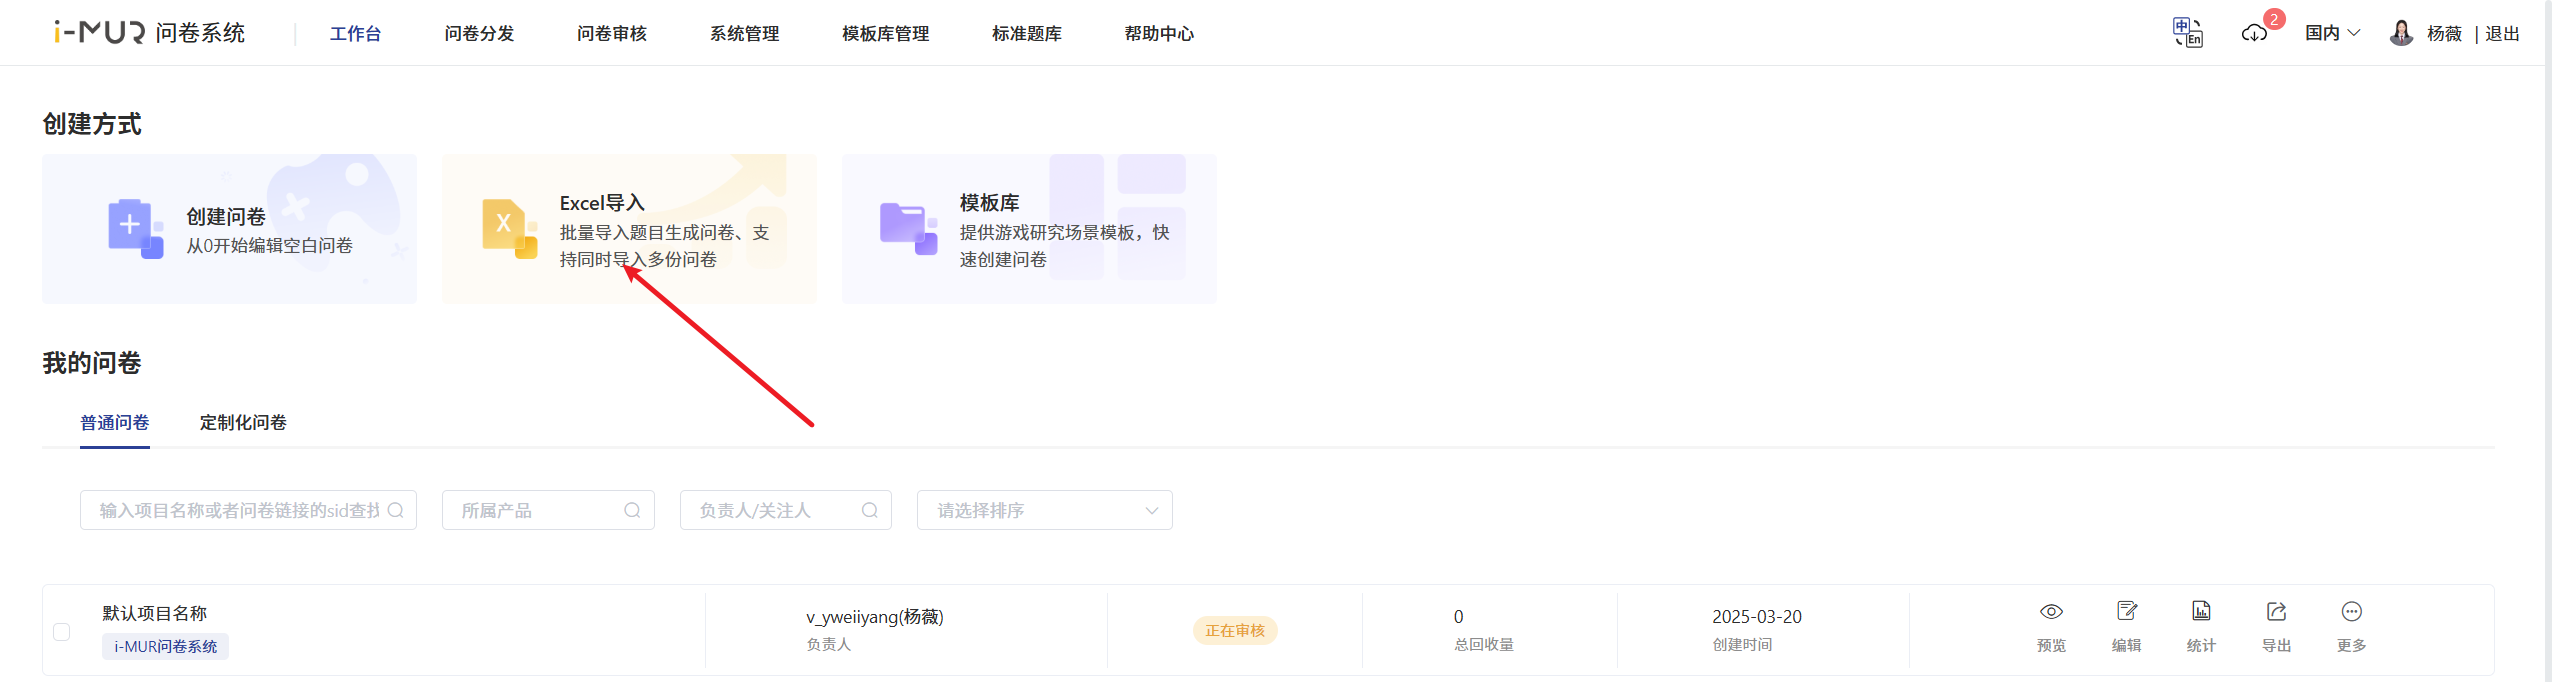 i-MUR 问卷系统
工作台
问卷分发
问卷审核
系统管理
模板库管理
标准题库
帮助中心
中
En
2
国内
杨薇
| 退出
创建方式
创建问卷
从0开始编辑空白问卷
X
Excel导入
批量导入题目生成问卷、支
持同时导入多份问卷
模板库
提供游戏研究场景模板，快
速创建问卷
我的问卷
普通问卷
定制化问卷
输入项目名称或者问卷链接的sid查找
所属产品
负责人/关注人
请选择排序
默认项目名称
i-MUR问卷系统
v_yweiiyang(杨薇)
负责人
正在审核
0
总回收量
2025-03-20
创建时间
预览
编辑
统计
导出
更多